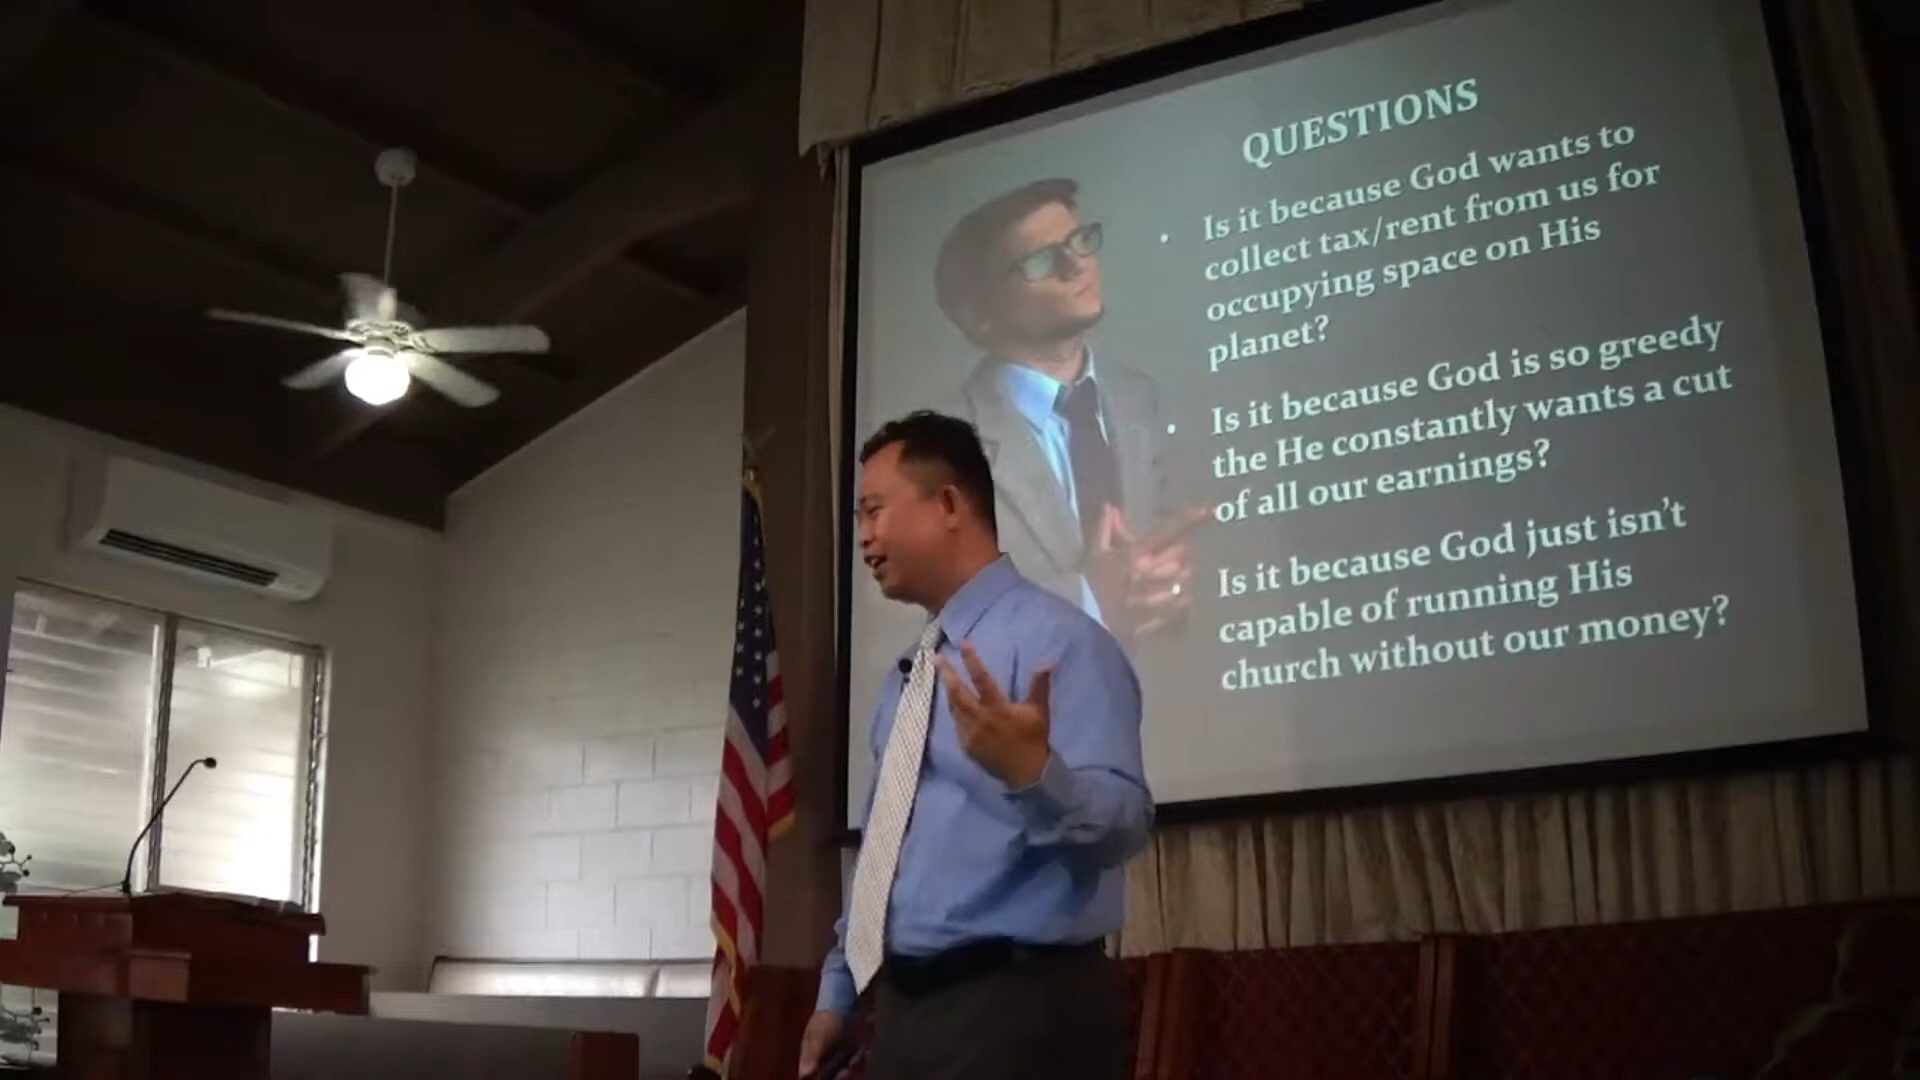 QUESTIONS
• Is it because God wants to
collect tax/rent from us for
occupying space on His
planet?
• Is it because God is so greedy
the He constantly wants a cut
of all our earnings?
• Is it because God just isn't
capable of running His
church without our money?